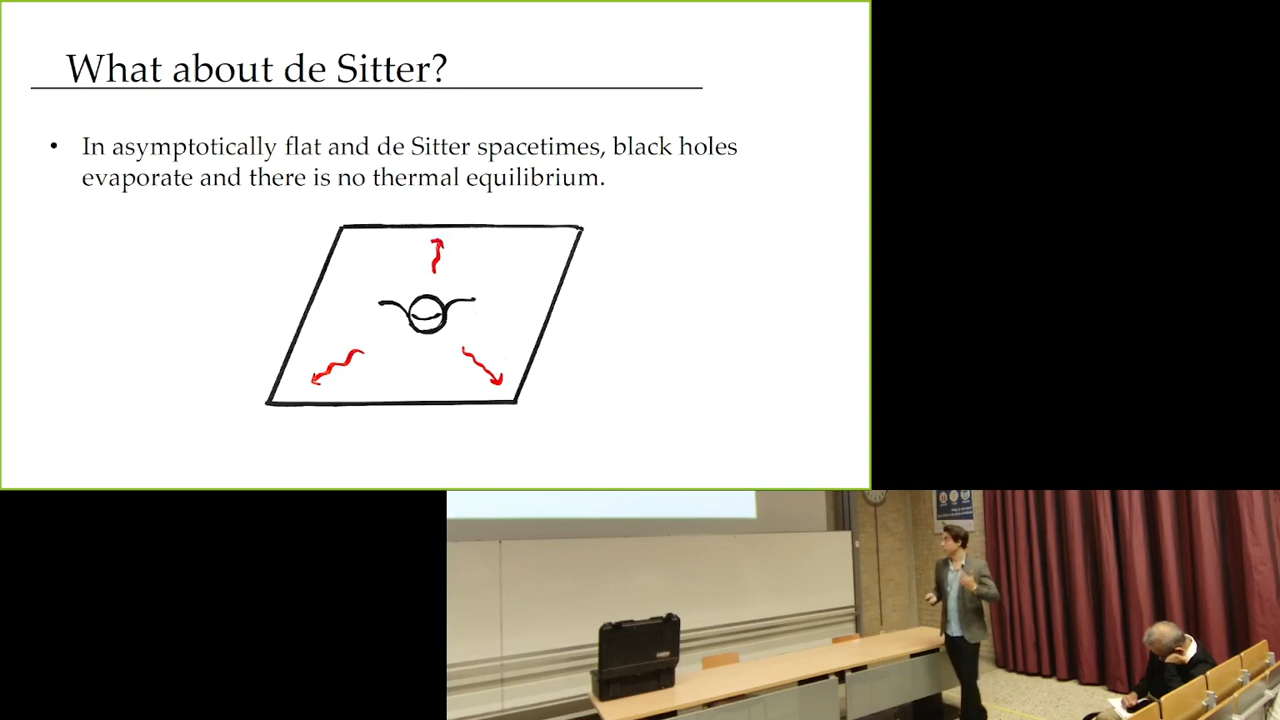 What about de Sitter?
• In asymptotically flat and de Sitter spacetimes, black holes
evaporate and there is no thermal equilibrium.